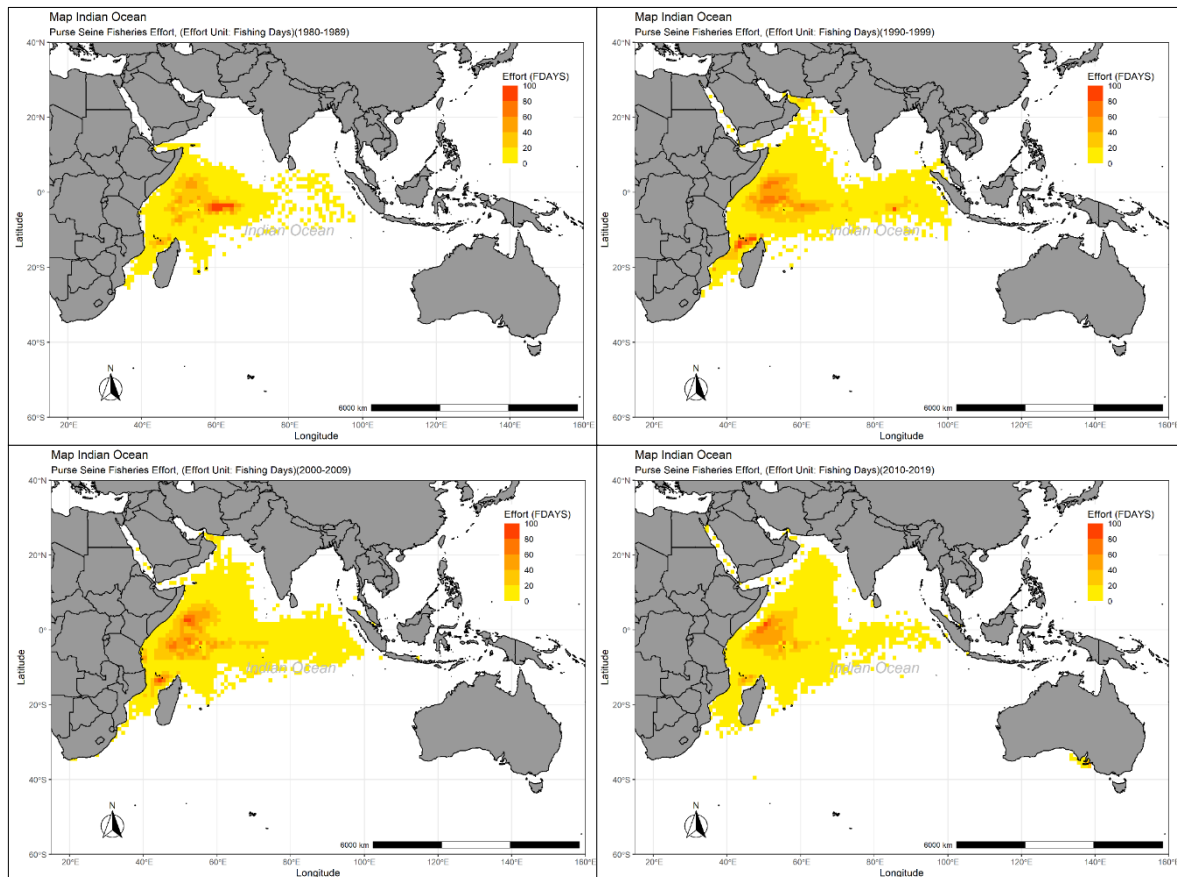 Map Indian Ocean
Purse Seine Fisheries Effort, (Effort Unit: Fishing Days)(1980-1989)
40°N
20°N
0°
20°S
40°S
60°S
Latitude
Effort (FDAYS)
100
80
60
40
20
0
Indian Ocean
N
6000 km
20°E
40°E
60°E
80°E
100°E
120°E
140°E
160°E
Longitude
Map Indian Ocean
Purse Seine Fisheries Effort, (Effort Unit: Fishing Days)(1990-1999)
40°N
20°N
0°
20°S
40°S
60°S
Latitude
Effort (FDAYS)
100
80
60
40
20
0
Indian Ocean
N
6000 km
20°E
40°E
60°E
80°E
100°E
120°E
140°E
160°E
Longitude
Map Indian Ocean
Purse Seine Fisheries Effort, (Effort Unit: Fishing Days)(2000-2009)
40°N
20°N
0°
20°S
40°S
60°S
Latitude
Effort (FDAYS)
100
80
60
40
20
0
Indian Ocean
N
6000 km
20°E
40°E
60°E
80°E
100°E
120°E
140°E
160°E
Longitude
Map Indian Ocean
Purse Seine Fisheries Effort, (Effort Unit: Fishing Days)(2010-2019)
40°N
20°N
0°
20°S
40°S
60°S
Latitude
Effort (FDAYS)
100
80
60
40
20
0
Indian Ocean
N
6000 km
20°E
40°E
60°E
80°E
100°E
120°E
140°E
160°E
Longitude